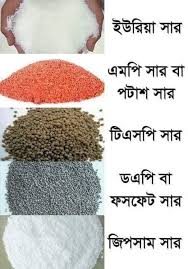 ইউরিয়া সার
এমপি সার বা
পটাশ সার
টিএসপি সার
ডএপি বা
ফসফেট সার
জিপসাম সার